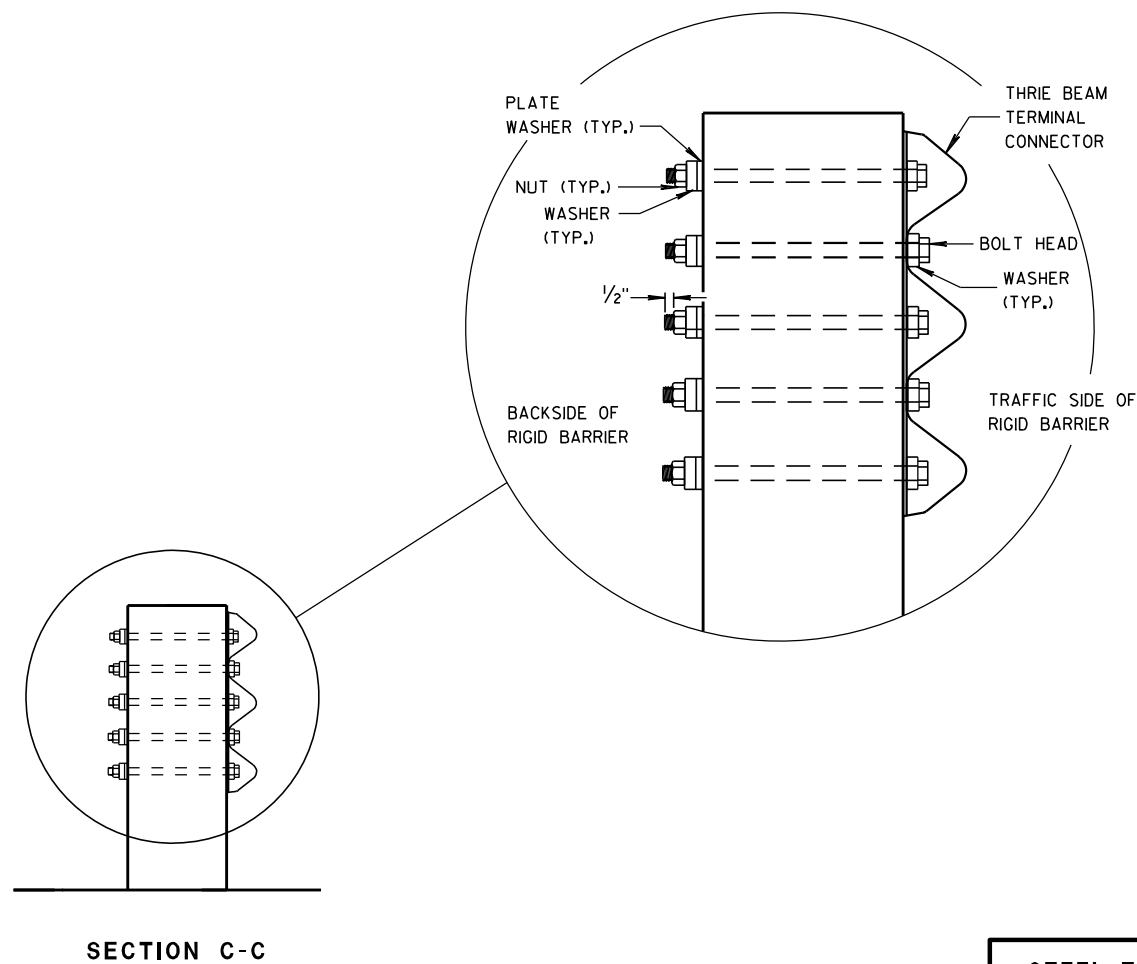 PLATE
WASHER (TYP.)
NUT (TYP.)
WASHER
(TYP.)
1/2"
BACKSIDE OF
RIGID BARRIER
THRIE BEAM
TERMINAL
CONNECTOR
BOLT HEAD
WASHER
(TYP.)
TRAFFIC SIDE OF
RIGID BARRIER
SECTION C-C